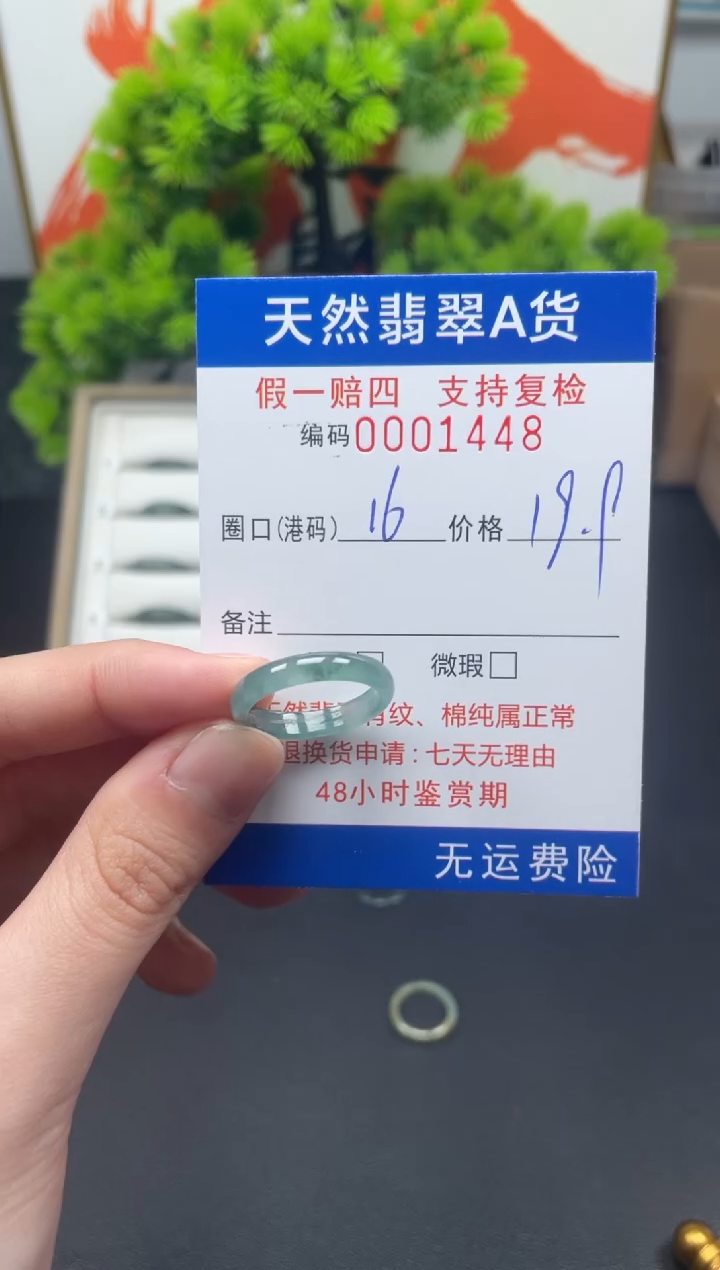 天然翡翠A货
假一赔四 支持复检
编码0001448
圈口(港码) 16 价格 19.9
备注
微瑕
纹、棉纯属正常
退换货申请:七天无理由
48小时鉴赏期
无运费险